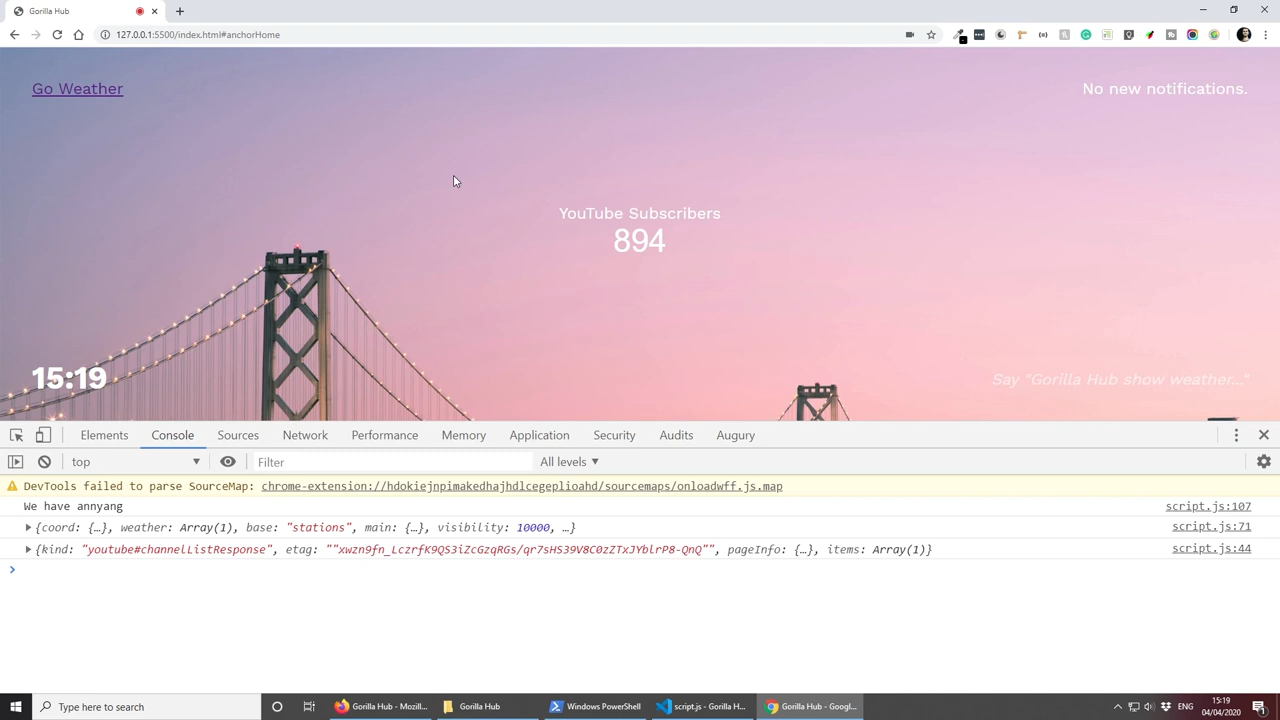 Gorilla Hub
127.0.0.1:5500/index.html#anchorHome
Go Weather
No new notifications.
YouTube Subscribers
894
15:19
Say "Gorilla Hub show weather..."
Elements
Console
Sources
Network
Performance
Memory
Application
Security
Audits
Augury
top
Filter
All levels
DevTools failed to parse SourceMap: chrome-extension://hdokiejnpimakedhajhdlcegeplioahd/sourcemaps/onloadwff.js.map
We have annyang script.js:107
{coord: {…}, weather: Array(1), base: "stations", main: {…}, visibility: 10000, …} script.js:71
{kind: "youtube#channelListResponse", etag: ""xwzn9fn_LczrfK9QS3iZcGzqRGs/qr7sHS39V8C0zZTxJYblrP8-QnQ"", pageInfo: {…}, items: Array(1)} script.js:44
Type here to search
Gorilla Hub - Mozill...
Gorilla Hub
Windows PowerShell
script.js - Gorilla H...
Gorilla Hub - Googl...
ENG
15:19
04/04/2020